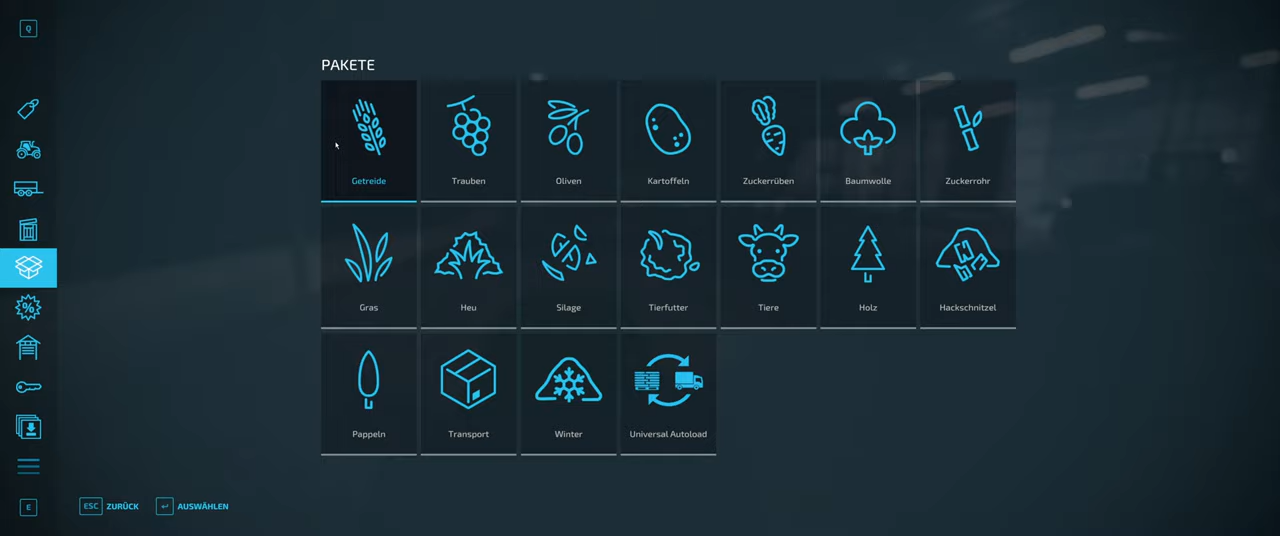 Q
PAKETE
Getreide
Trauben
Oliven
Kartoffeln
Zuckerrüben
Baumwolle
Zuckerrohr
Gras
Heu
Silage
Tierfutter
Tiere
Holz
Hackschnitzel
Pappeln
Transport
Winter
Universal Autoload
E
ESC ZURÜCK
AUSWÄHLEN